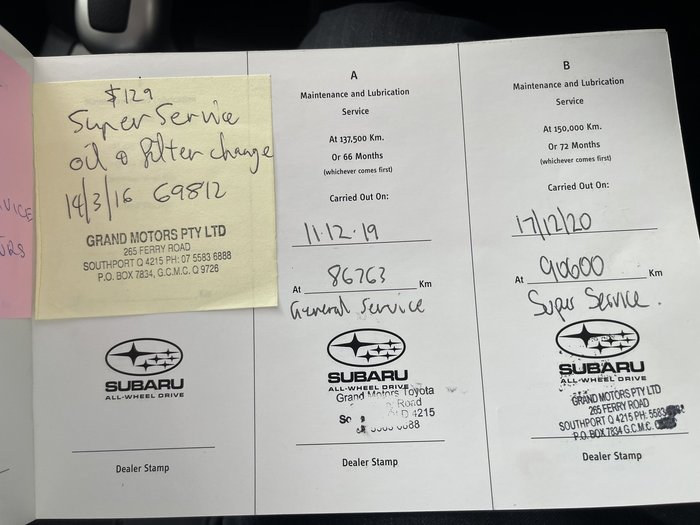 VICE
URS
$129
Super Service
oil & filter change
14/3/16 69812
GRAND MOTORS PTY LTD
265 FERRY ROAD
SOUTHPORT Q 4215 PH: 07 5583 6888
P.O. BOX 7834, G.C.M.C. Q 9726
SUBARU
ALL-WHEEL DRIVE
Dealer Stamp
A
Maintenance and Lubrication
Service
At 137,500 Km.
Or 66 Months
(whichever comes first)
Carried Out On:
11.12.19
At 86763 Km
General Service
SUBARU
ALL-WHEEL DRIVE
Grand Motors Toyota
Road
4215
Dealer Stamp
B
Maintenance and Lubrication
Service
At 150,000 Km.
Or 72 Months
(whichever comes first)
Carried Out On:
17/12/20
At 90600 Km
Super Service.
SUBARU
ALL-WHEEL DRIVE
GRAND MOTORS PTY LTD
265 FERRY ROAD
SOUTHPORT Q 4215 PH: 5583
P.O. BOX 7834 G.C.M.C.
Dealer Stamp